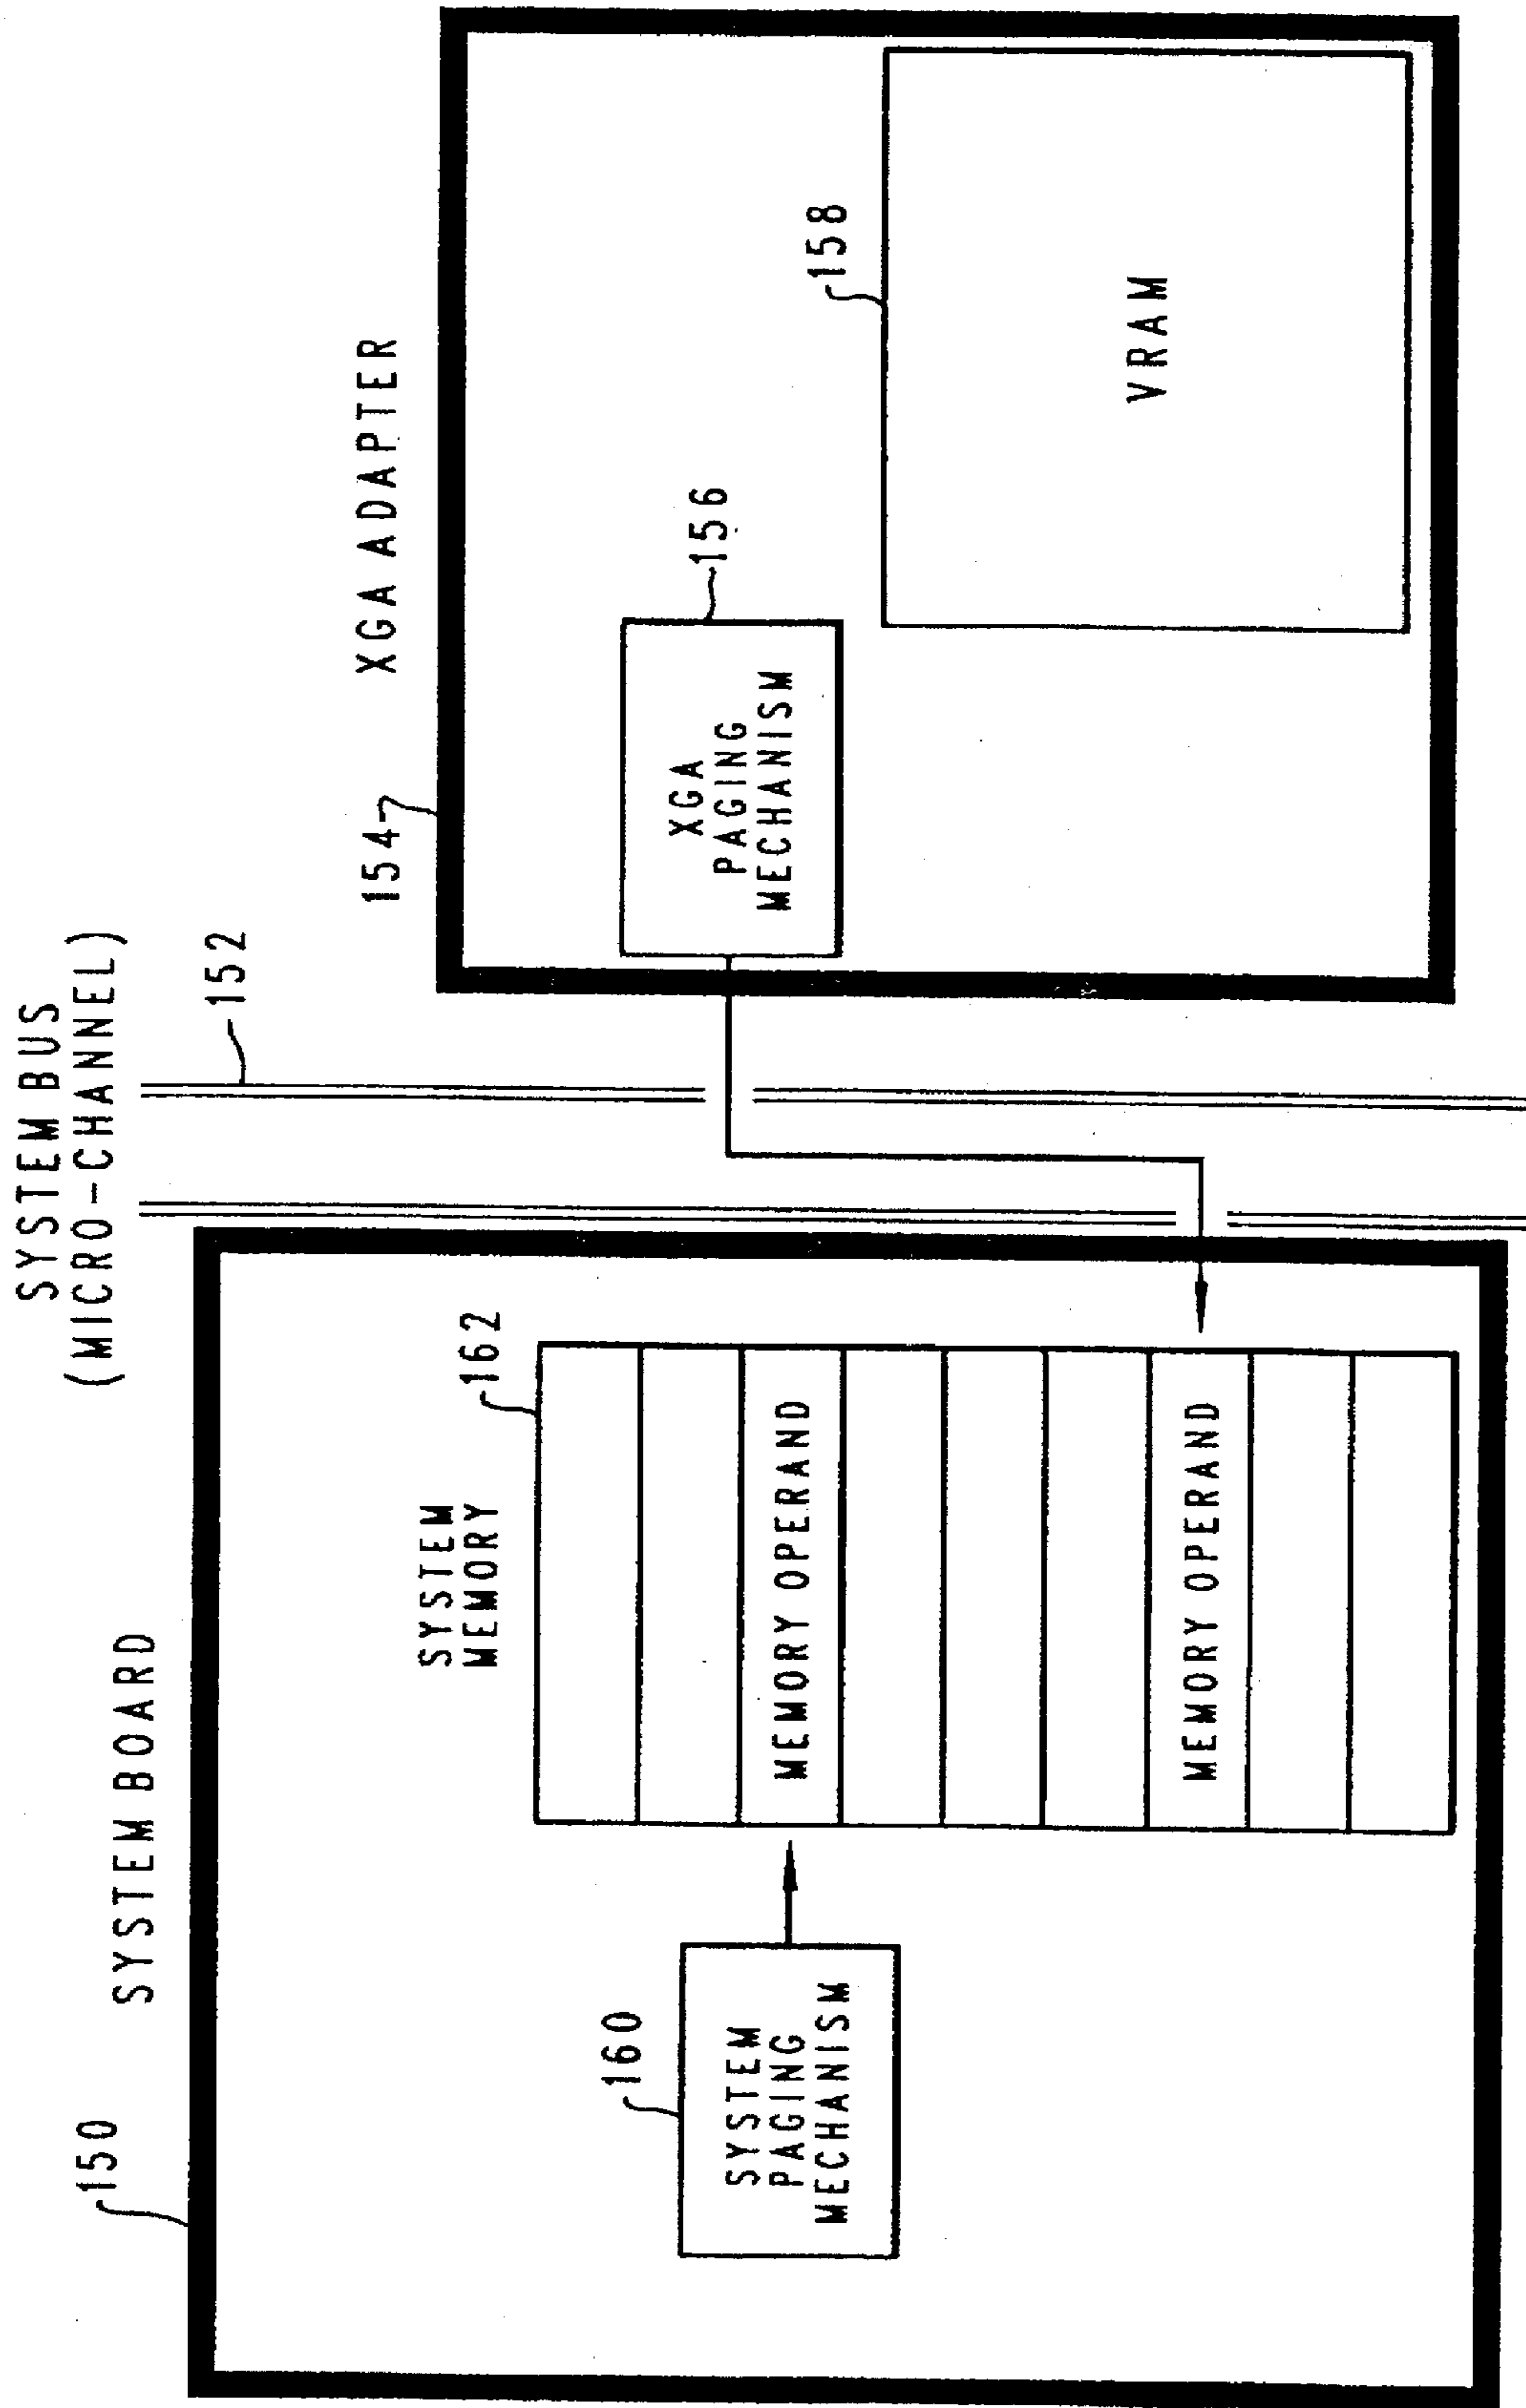 SYSTEM BUS
(MICRO-CHANNEL)
152
150
SYSTEM BOARD
SYSTEM
MEMORY
162
160
SYSTEM
PAGING
MECHANISM
MEMORY OPERAND
MEMORY OPERAND
154
XGA ADAPTER
156
XGA
PAGING
MECHANISM
158
VRAM